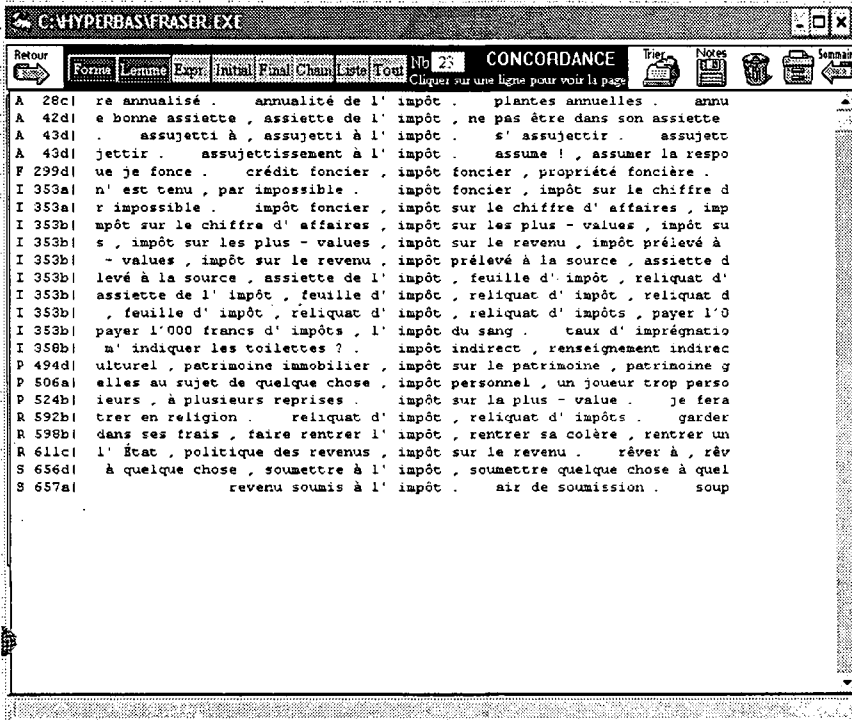 C:\HYPERBAS\FRASER.EXE
Retour
Forme Lemme Expr. Initial Final Chain Liste Tout Nb 23 CONCORDANCE Trier Notes Sommair
Cliquer sur une ligne pour voir la page
A 28c| re annualisé . annualité de l' impôt . plantes annuelles . annu
A 42d| e bonne assiette , assiette de l' impôt , ne pas être dans son assiette
A 43d| . assujetti à , assujetti à l' impôt . s' assujettir . assujett
A 43d| jettir . assujettissement à l' impôt . assume ! , assumer la respo
F 299d| ue je fonce . crédit foncier , impôt foncier , propriété foncière .
I 353a| n' est tenu , par impossible . impôt foncier , impôt sur le chiffre d
I 353a| r impossible . impôt foncier , impôt sur le chiffre d' affaires , imp
I 353b| mpôt sur le chiffre d' affaires , impôt sur les plus - values , impôt su
I 353b| s , impôt sur les plus - values , impôt sur le revenu , impôt prélevé à
I 353b| - values , impôt sur le revenu , impôt prélevé à la source , assiette d
I 353b| levé à la source , assiette de l' impôt , feuille d' impôt , reliquat d'
I 353b| assiette de l' impôt , feuille d' impôt , reliquat d' impôt , reliquat d
I 353b| , feuille d' impôt , reliquat d' impôt , reliquat d' impôts , payer 1'0
I 353b| payer 1'000 francs d' impôts , l' impôt du sang . taux d' imprégnatio
I 358b| m' indiquer les toilettes ? . impôt indirect , renseignement indirec
P 494d| ulturel , patrimoine immobilier , impôt sur le patrimoine , patrimoine g
P 506a| elles au sujet de quelque chose , impôt personnel , un joueur trop perso
P 524b| ieurs , à plusieurs reprises . impôt sur la plus - value . je fera
R 592b| trer en religion . reliquat d' impôt , reliquat d' impôts . garder
R 598b| dans ses frais , faire rentrer l' impôt , rentrer sa colère , rentrer un
R 611c| l' État , politique des revenus , impôt sur le revenu . rêver à , rêv
S 656d| à quelque chose , soumettre à l' impôt , soumettre quelque chose à quel
S 657a| revenu soumis à l' impôt . air de soumission . soup